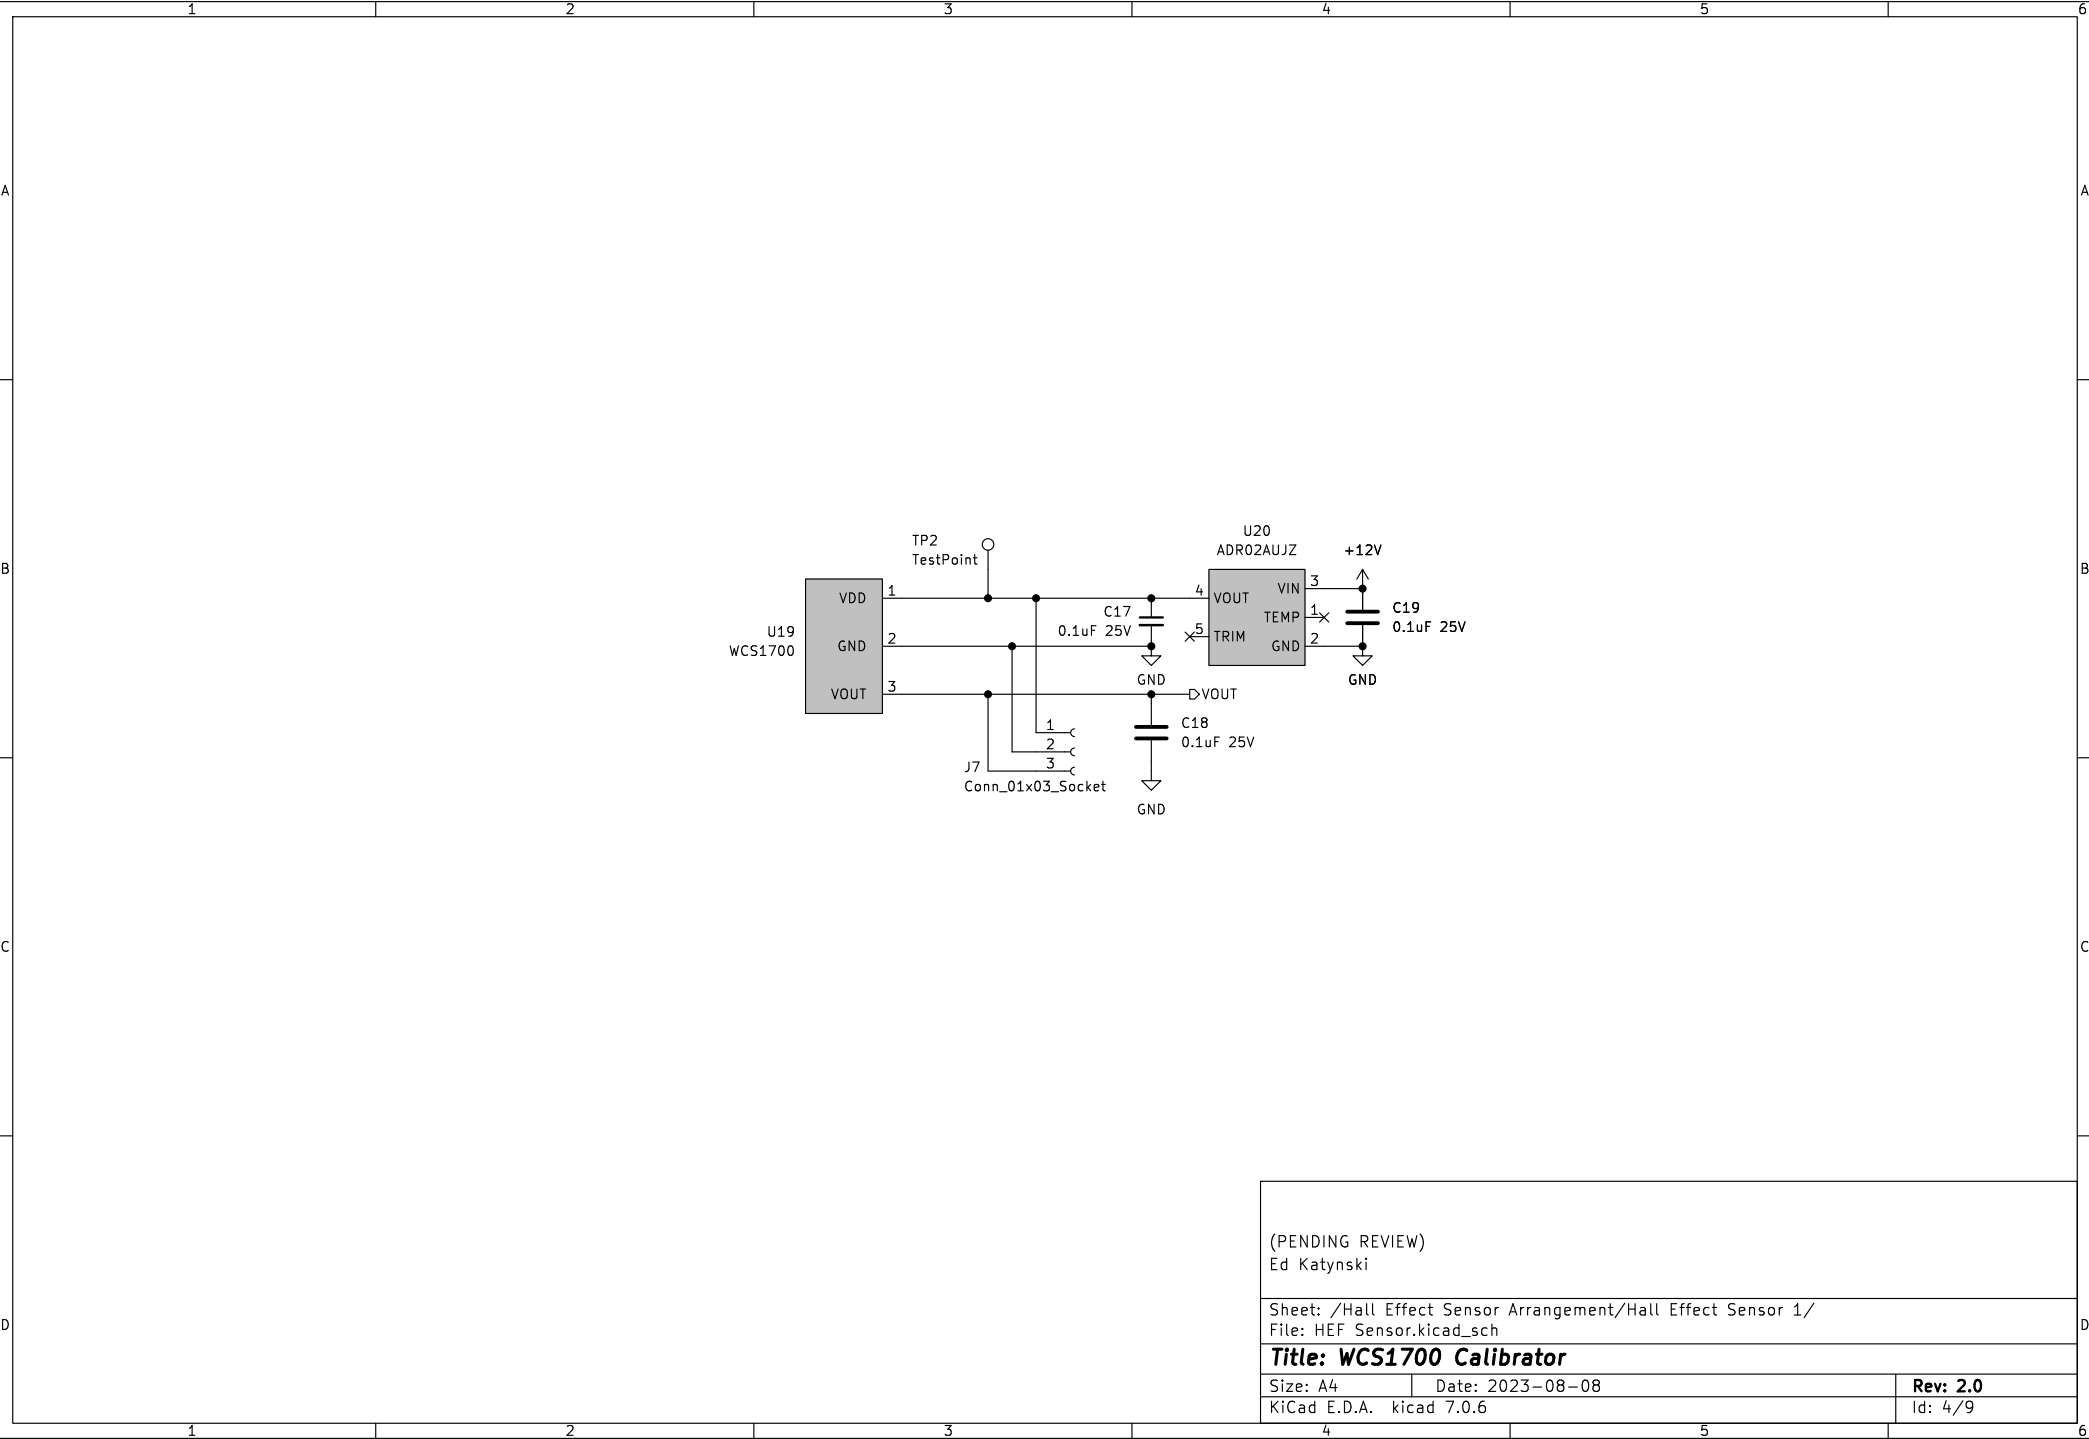 1 2 3 4 5 6
A A
U20
TP2 ADR02AUJZ +12V
TestPoint
B B
VDD 1 4 VOUT VIN 3
C17 C19
0.1uF 25V TEMP 1 0.1uF 25V
U19 5 TRIM
WCS1700 GND 2 GND 2
GND GND
VOUT 3 VOUT
1 C18
2 0.1uF 25V
J7 3
Conn_01x03_Socket
GND
C C
(PENDING REVIEW)
Ed Katynski
Sheet: /Hall Effect Sensor Arrangement/Hall Effect Sensor 1/
D D
File: HEF Sensor.kicad_sch
Title: WCS1700 Calibrator
Size: A4 Date: 2023-08-08 Rev: 2.0
KiCad E.D.A. kicad 7.0.6 Id: 4/9
1 2 3 4 5 6